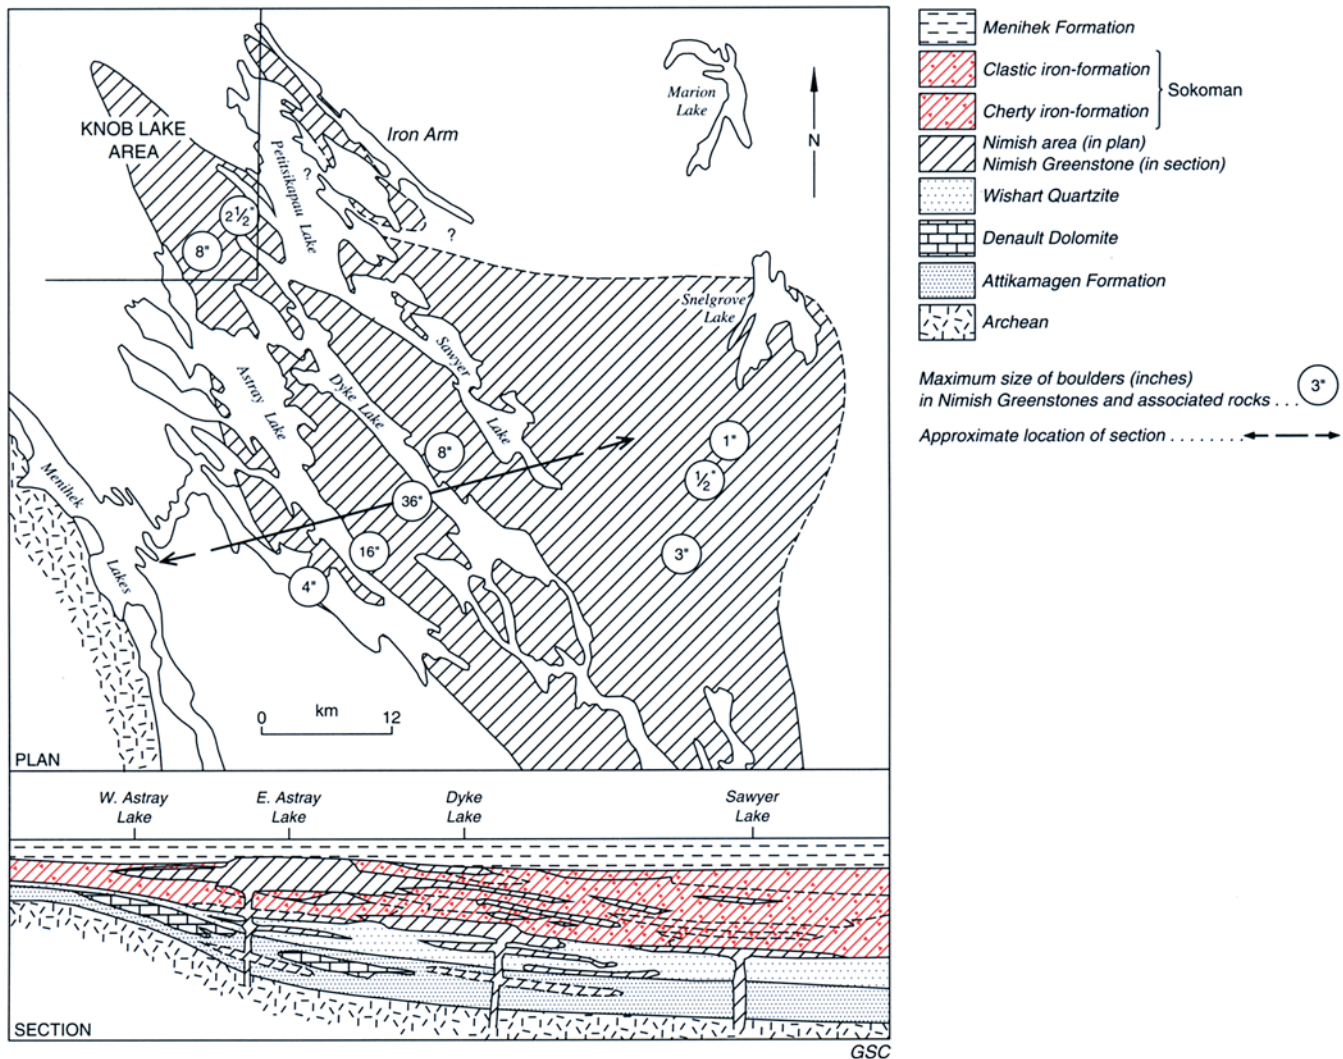 KNOB LAKE
AREA
Iron Arm
Marion
Lake
N
Petitsikapau Lake
?
2½"
8"
?
Snelgrove
Lake
Sawyer
Lake
Astray Lake
Dyke Lake
8"
1"
½"
36"
3"
16"
4"
Menihek
Lakes
0 km 12
PLAN
W. Astray
Lake
E. Astray
Lake
Dyke
Lake
Sawyer
Lake
SECTION
GSC
Menihek Formation
Clastic iron-formation
Sokoman
Cherty iron-formation
Nimish area (in plan)
Nimish Greenstone (in section)
Wishart Quartzite
Denault Dolomite
Attikamagen Formation
Archean
Maximum size of boulders (inches)
in Nimish Greenstones and associated rocks . . . 3"
Approximate location of section . . . . . . . .